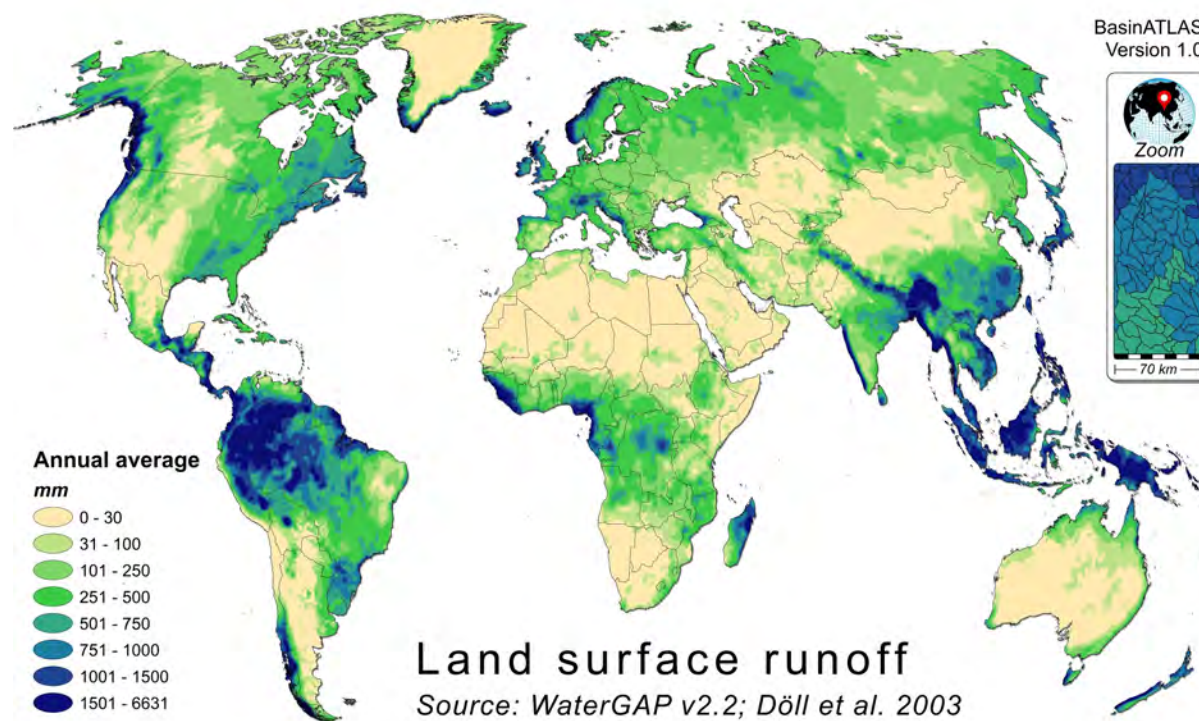 BasinATLAS
Version 1.0
Zoom
70 km
Annual average
mm
0 - 30
31 - 100
101 - 250
251 - 500
501 - 750
751 - 1000
1001 - 1500
1501 - 6631
Land surface runoff
Source: WaterGAP v2.2; Döll et al. 2003